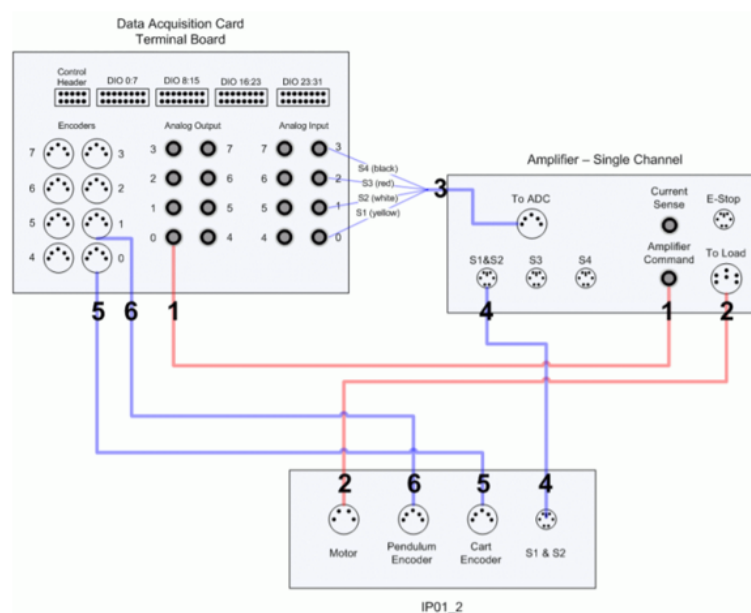 Data Acquisition Card
Terminal Board
Control
Header
DIO 0:7
DIO 8:15
DIO 16:23
DIO 23:31
Encoders
Analog Output
Analog Input
7
3
3
7
7
3
6
2
2
6
6
2
5
1
1
5
5
1
4
0
0
4
4
0
S4 (black)
S3 (red)
S2 (white)
S1 (yellow)
3
Amplifier – Single Channel
To ADC
Current
Sense
E-Stop
S1&S2
S3
S4
Amplifier
Command
To Load
5
6
1
4
1
2
2
6
5
4
Motor
Pendulum
Encoder
Cart
Encoder
S1 & S2
IP01_2